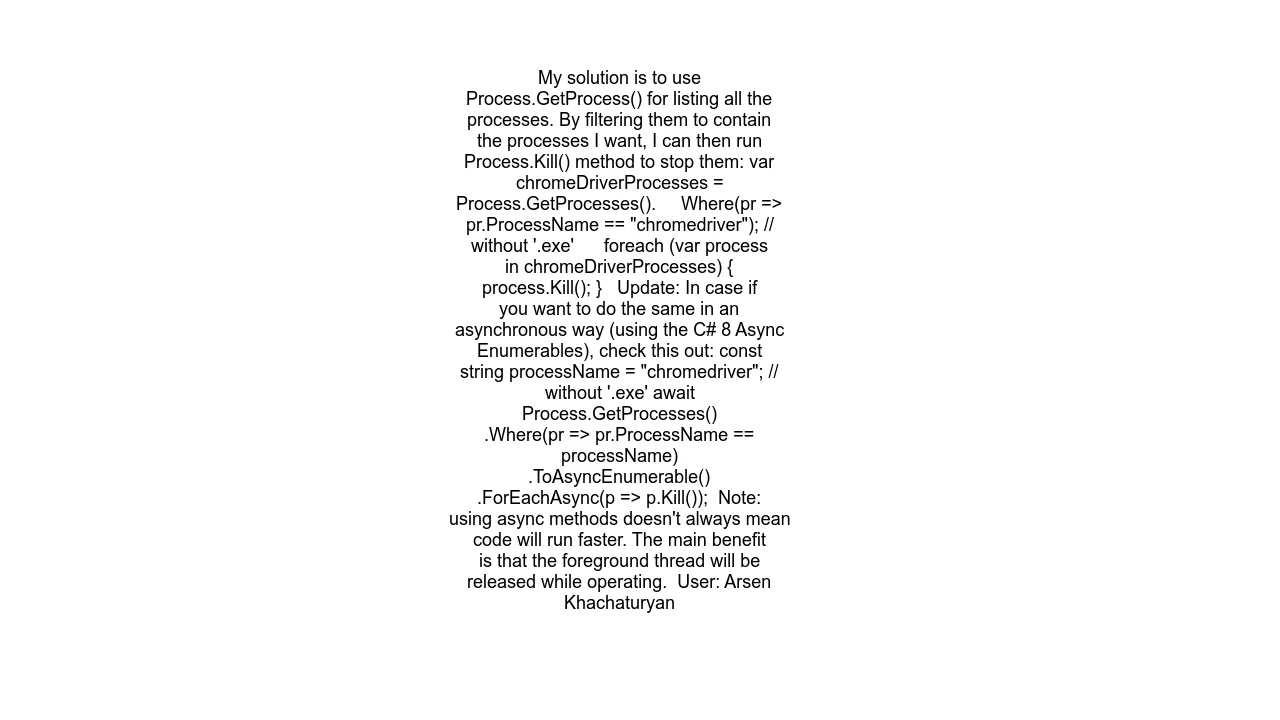 My solution is to use
Process.GetProcess() for listing all the
processes. By filtering them to contain
the processes I want, I can then run
Process.Kill() method to stop them: var
chromeDriverProcesses =
Process.GetProcesses().     Where(pr =>
pr.ProcessName == "chromedriver"); //
without '.exe'      foreach (var process
in chromeDriverProcesses) {
process.Kill(); }   Update: In case if
you want to do the same in an
asynchronous way (using the C# 8 Async
Enumerables), check this out: const
string processName = "chromedriver"; //
without '.exe' await
Process.GetProcesses()
.Where(pr => pr.ProcessName ==
processName)
.ToAsyncEnumerable()
.ForEachAsync(p => p.Kill());  Note:
using async methods doesn't always mean
code will run faster. The main benefit
is that the foreground thread will be
released while operating.  User: Arsen
Khachaturyan